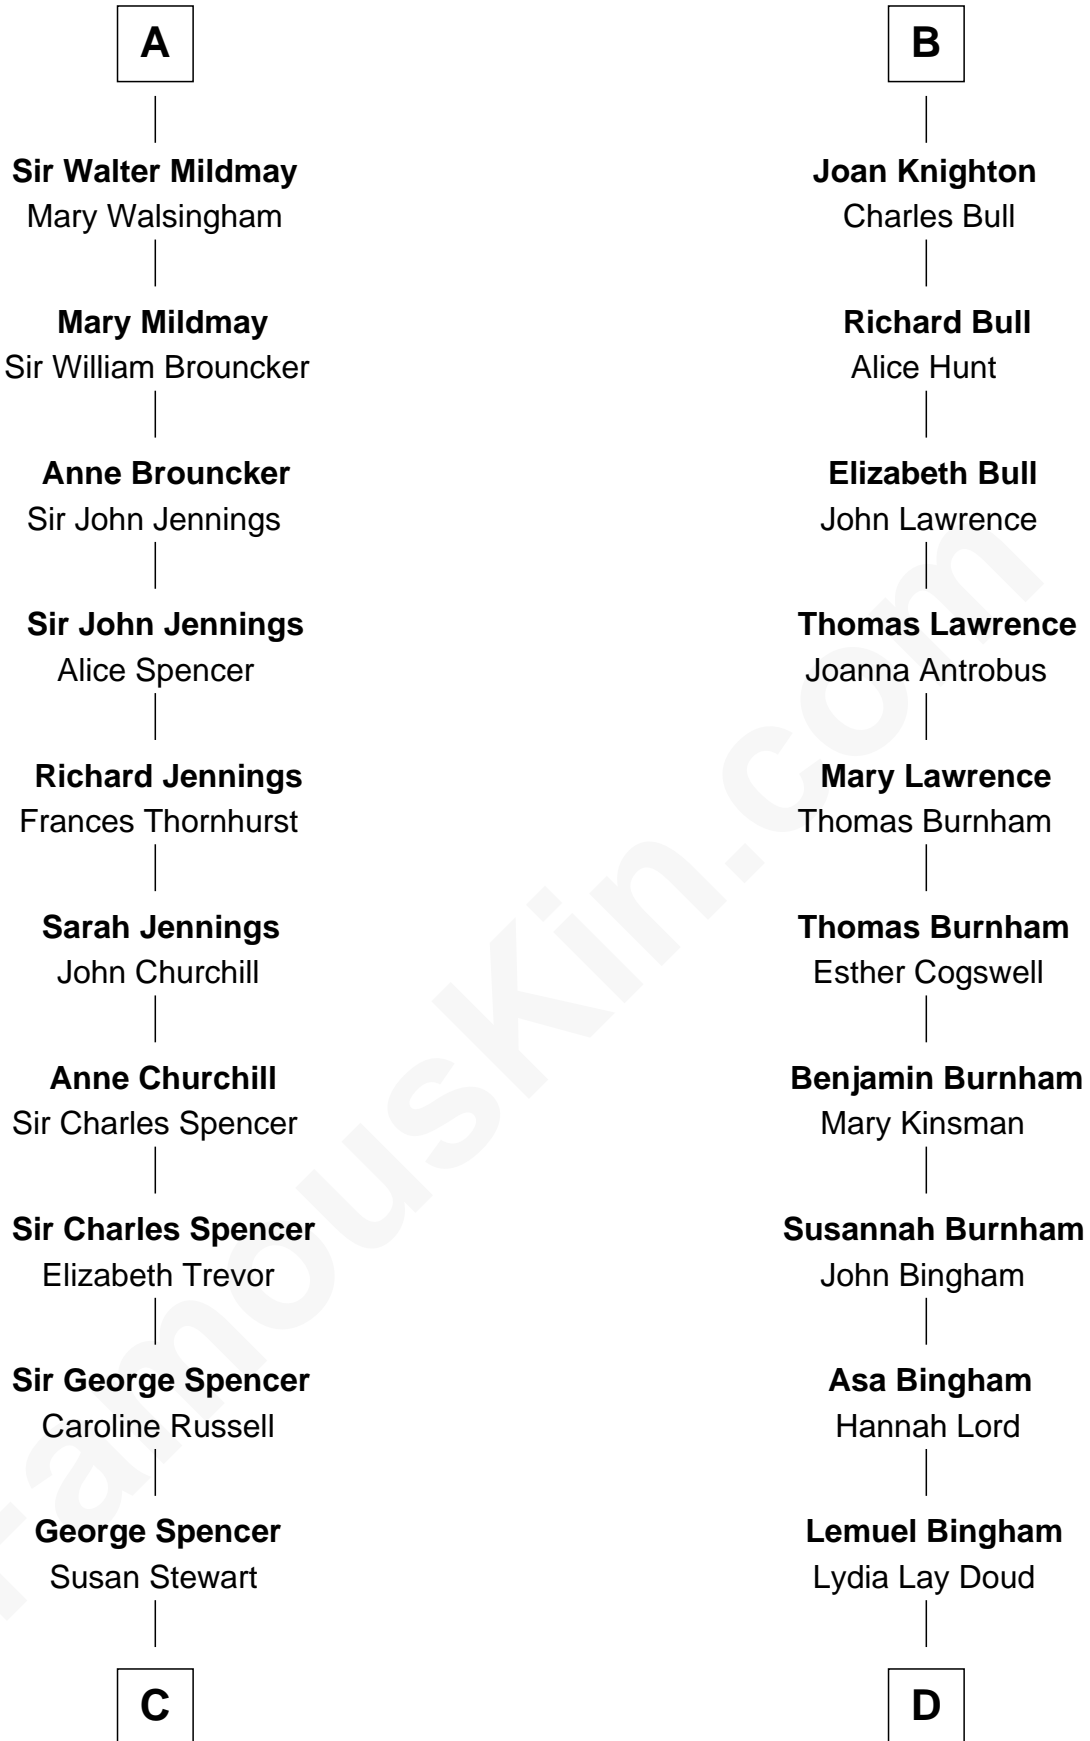 A
Sir Walter Mildmay
Mary Walsingham
Mary Mildmay
Sir William Brouncker
Anne Brouncker
Sir John Jennings
Sir John Jennings
Alice Spencer
Richard Jennings
Frances Thornhurst
Sarah Jennings
John Churchill
Anne Churchill
Sir Charles Spencer
Sir Charles Spencer
Elizabeth Trevor
Sir George Spencer
Caroline Russell
George Spencer
Susan Stewart
C
B
Joan Knighton
Charles Bull
Richard Bull
Alice Hunt
Elizabeth Bull
John Lawrence
Thomas Lawrence
Joanna Antrobus
Mary Lawrence
Thomas Burnham
Thomas Burnham
Esther Cogswell
Benjamin Burnham
Mary Kinsman
Susannah Burnham
John Bingham
Asa Bingham
Hannah Lord
Lemuel Bingham
Lydia Lay Doud
D
FamousKin.com